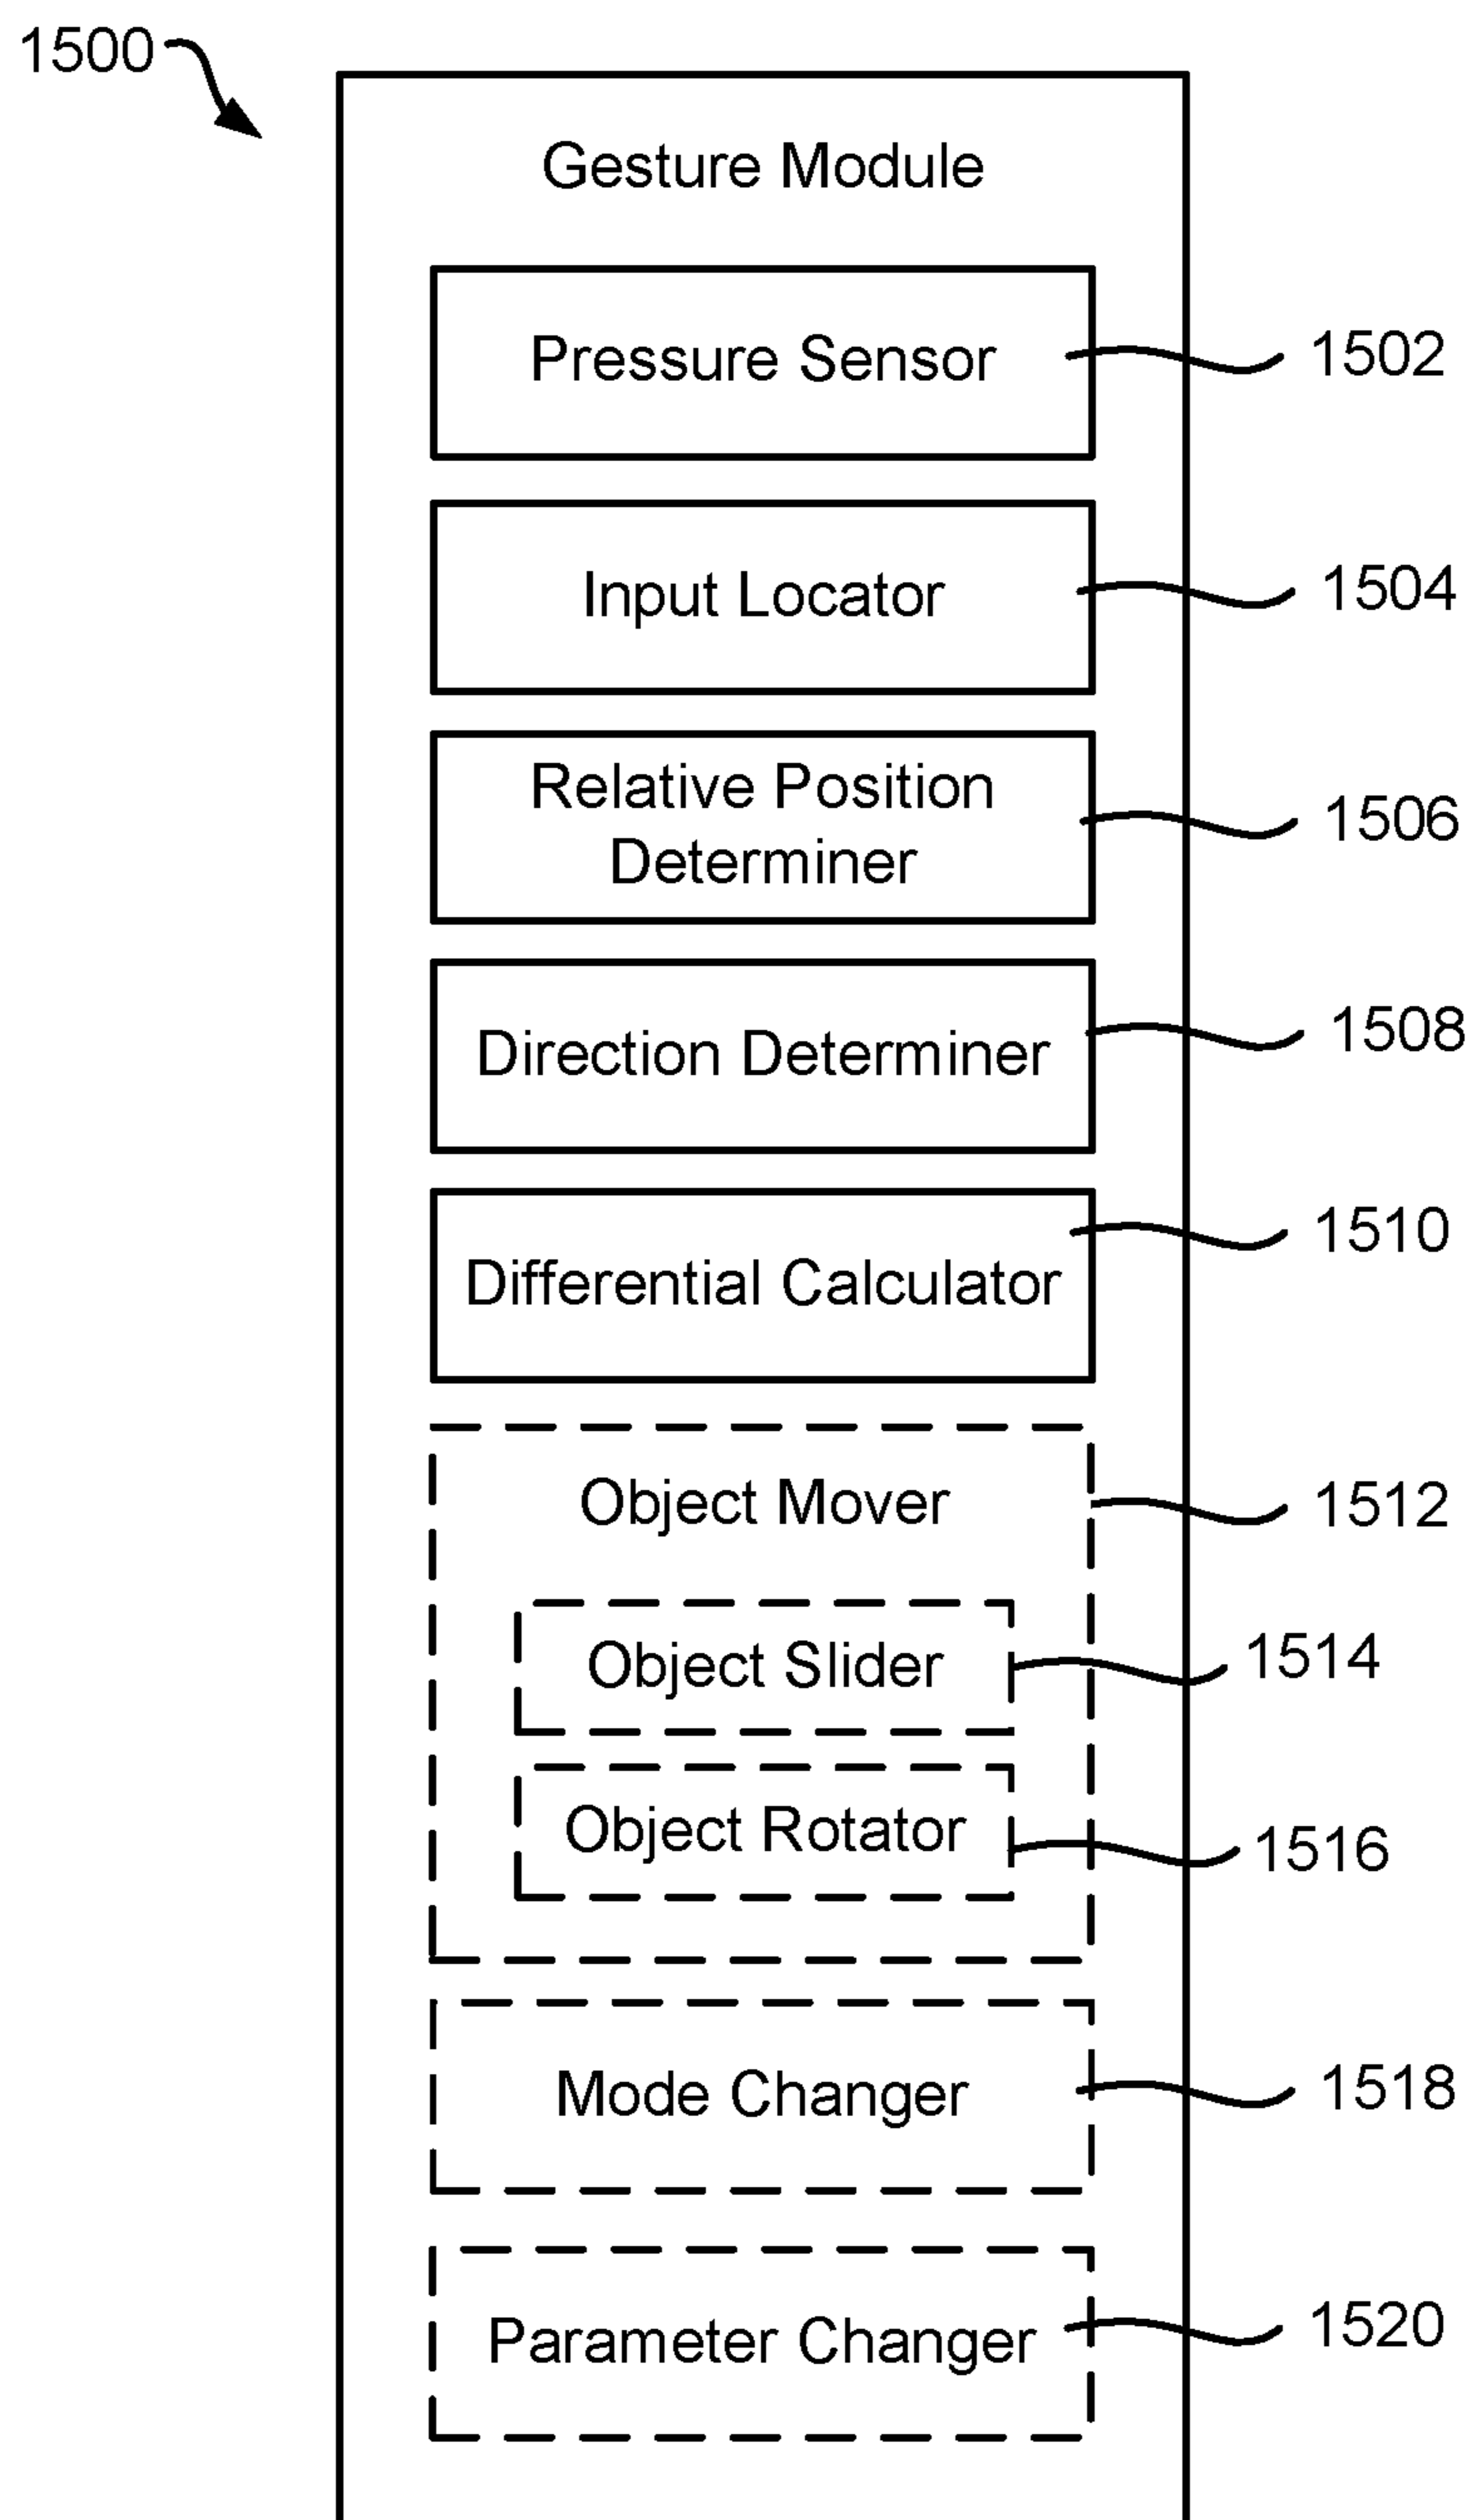 1500
Gesture Module
Pressure Sensor
1502
Input Locator
1504
Relative Position
Determiner
1506
Direction Determiner
1508
Differential Calculator
1510
Object Mover
1512
Object Slider
1514
Object Rotator
1516
Mode Changer
1518
Parameter Changer
1520